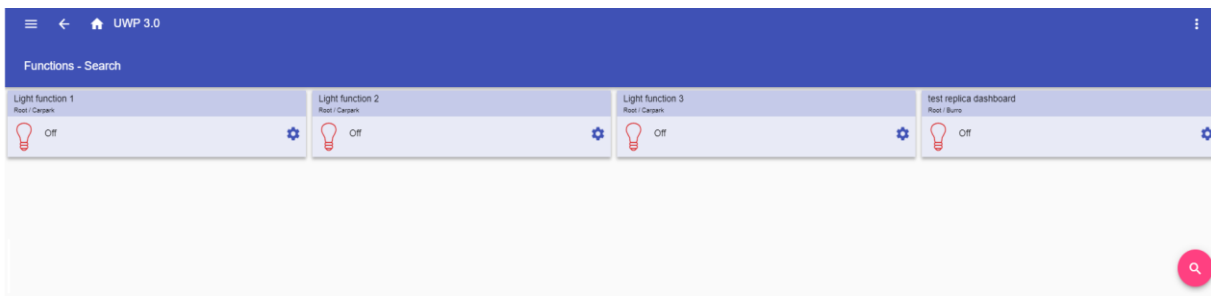 UWP 3.0
Functions - Search
Light function 1
Root / Carpark
Off
Light function 2
Root / Carpark
Off
Light function 3
Root / Carpark
Off
test replica dashboard
Root / Burro
Off